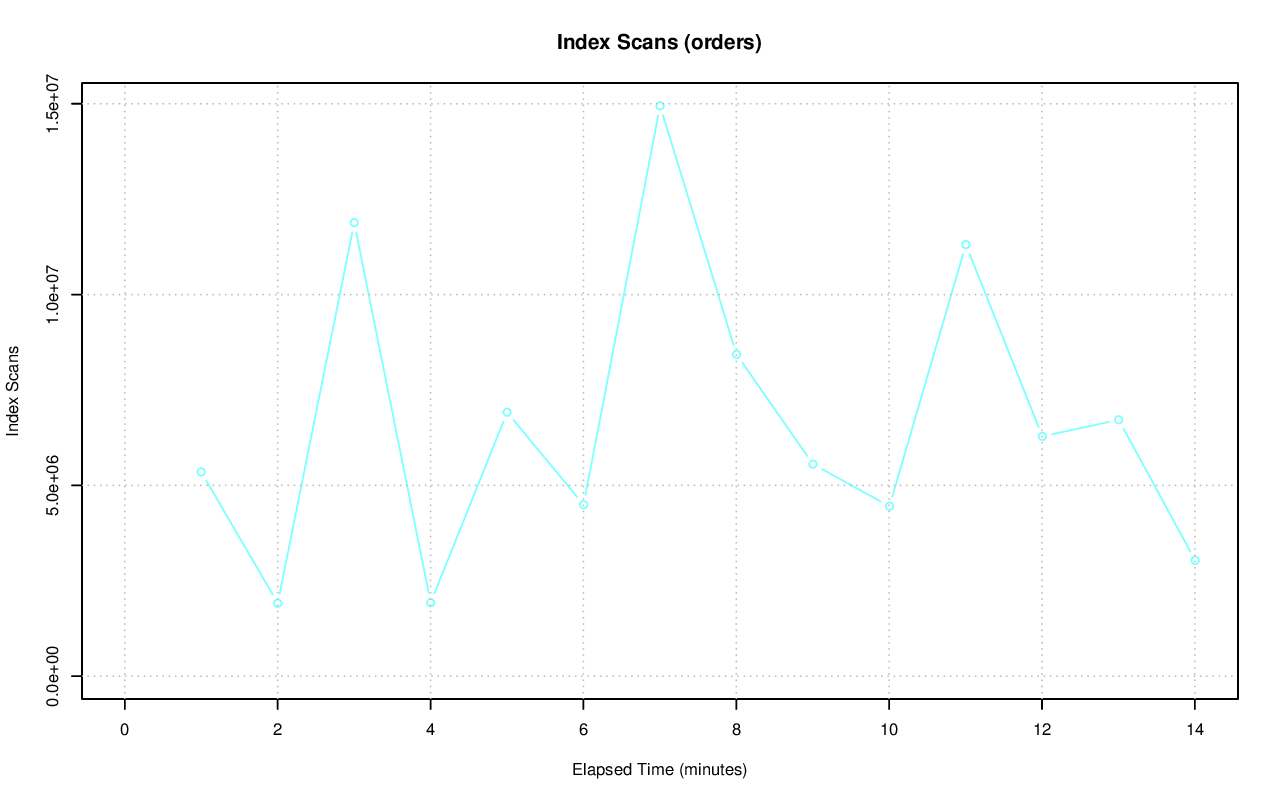 Index Scans (orders)
Index Scans
1.5e+07
1.0e+07
5.0e+06
0.0e+00
0 2 4 6 8 10 12 14
Elapsed Time (minutes)